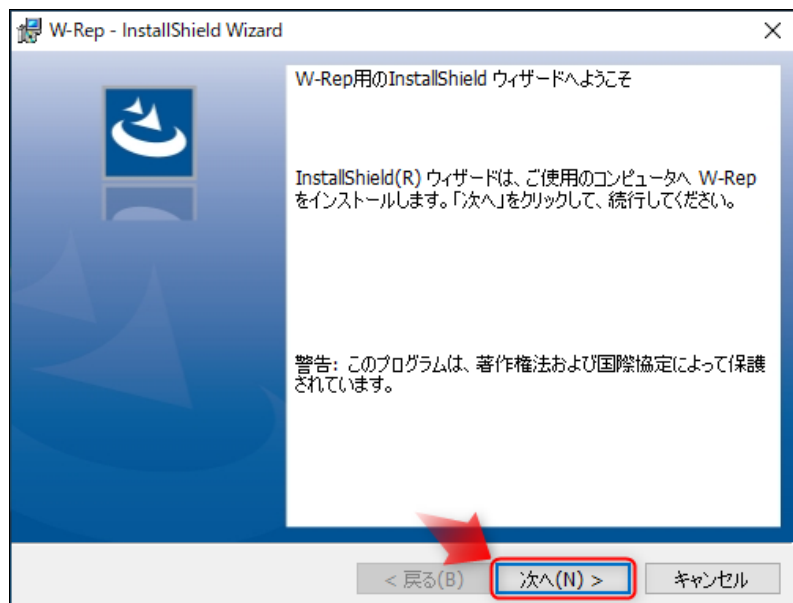 W-Rep - InstallShield Wizard
W-Rep用のInstallShield ウィザードへようこそ
InstallShield(R) ウィザードは、ご使用のコンピュータへ W-Rep
をインストールします。「次へ」をクリックして、続行してください。
警告: このプログラムは、著作権法および国際協定によって保護
されています。
< 戻る(B) 次へ(N) > キャンセル